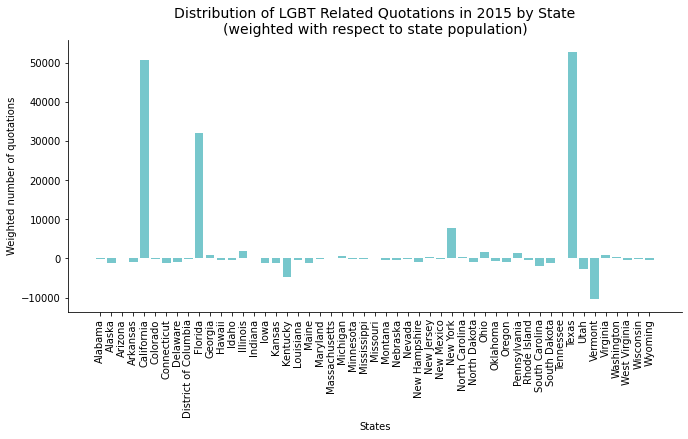 Distribution of LGBT Related Quotations in 2015 by State
(weighted with respect to state population)
Weighted number of quotations
50000
40000
30000
20000
10000
0
−10000
Alabama
Alaska
Arizona
Arkansas
California
Colorado
Connecticut
Delaware
District of Columbia
Florida
Georgia
Hawaii
Idaho
Illinois
Indiana
Iowa
Kansas
Kentucky
Louisiana
Maine
Maryland
Massachusetts
Michigan
Minnesota
Mississippi
Missouri
Montana
Nebraska
Nevada
New Hampshire
New Jersey
New Mexico
New York
North Carolina
North Dakota
Ohio
Oklahoma
Oregon
Pennsylvania
Rhode Island
South Carolina
South Dakota
Tennessee
Texas
Utah
Vermont
Virginia
Washington
West Virginia
Wisconsin
Wyoming
States